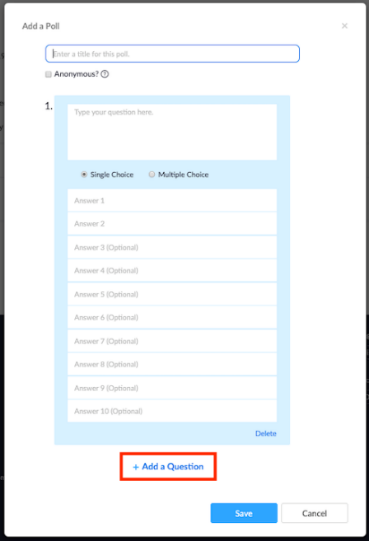 Add a Poll
×
Enter a title for this poll.
Anonymous? ?
1.
Type your question here.
Single Choice Multiple Choice
Answer 1
Answer 2
Answer 3 (Optional)
Answer 4 (Optional)
Answer 5 (Optional)
Answer 6 (Optional)
Answer 7 (Optional)
Answer 8 (Optional)
Answer 9 (Optional)
Answer 10 (Optional)
Delete
+ Add a Question
Save Cancel